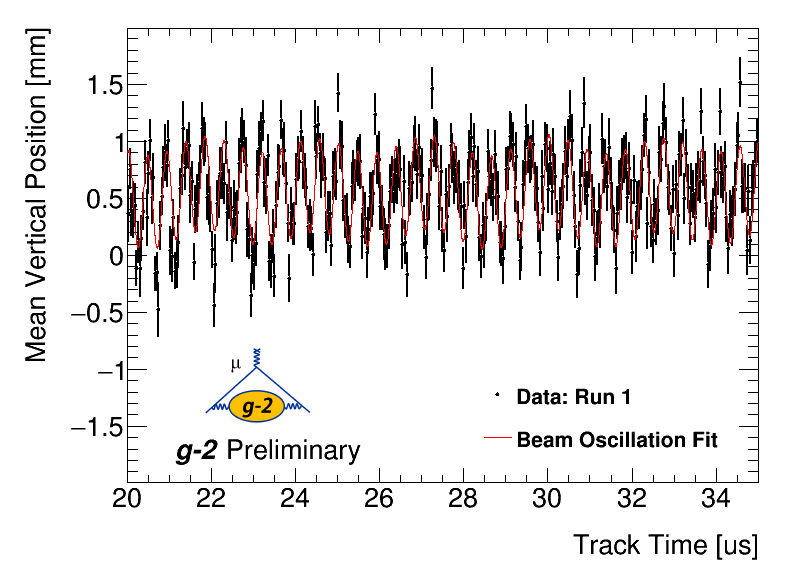 Mean Vertical Position [mm]
1.5
1
0.5
0
−0.5
−1
−1.5
μ
g-2
g-2 Preliminary
Data: Run 1
Beam Oscillation Fit
20 22 24 26 28 30 32 34
Track Time [us]